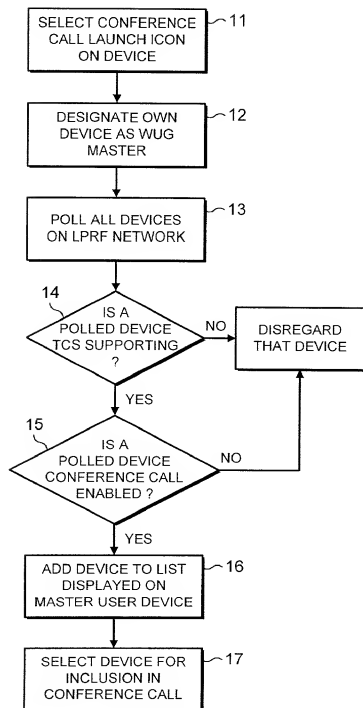 SELECT CONFERENCE
CALL LAUNCH ICON
ON DEVICE
11
DESIGNATE OWN
DEVICE AS WUG
MASTER
12
POLL ALL DEVICES
ON LPRF NETWORK
13
14
IS A
POLLED DEVICE
TCS SUPPORTING
?
NO
DISREGARD
THAT DEVICE
YES
15
IS A
POLLED DEVICE
CONFERENCE CALL
ENABLED ?
NO
YES
ADD DEVICE TO LIST
DISPLAYED ON
MASTER USER DEVICE
16
SELECT DEVICE FOR
INCLUSION IN
CONFERENCE CALL
17